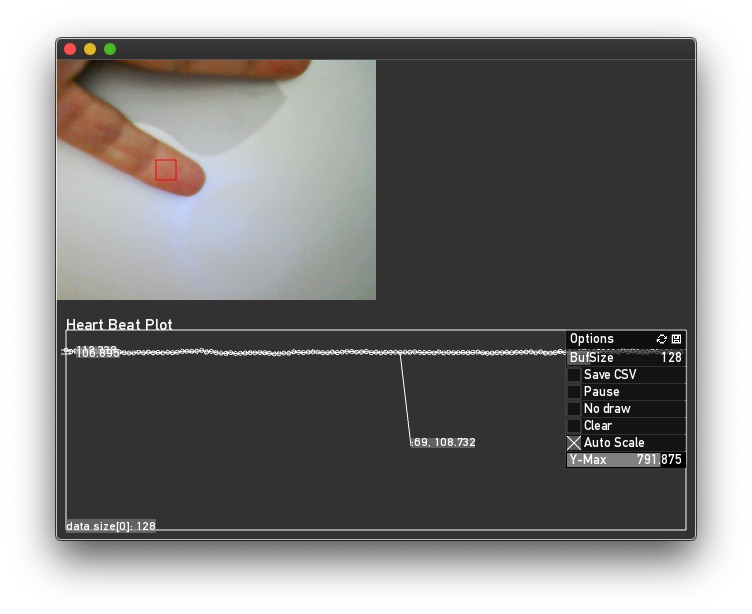 Heart Beat Plot
Options
106.895
BufSize 128
Save CSV
Pause
No draw
Clear
:69, 108.732
Auto Scale
Y-Max 791.875
data size[0]: 128